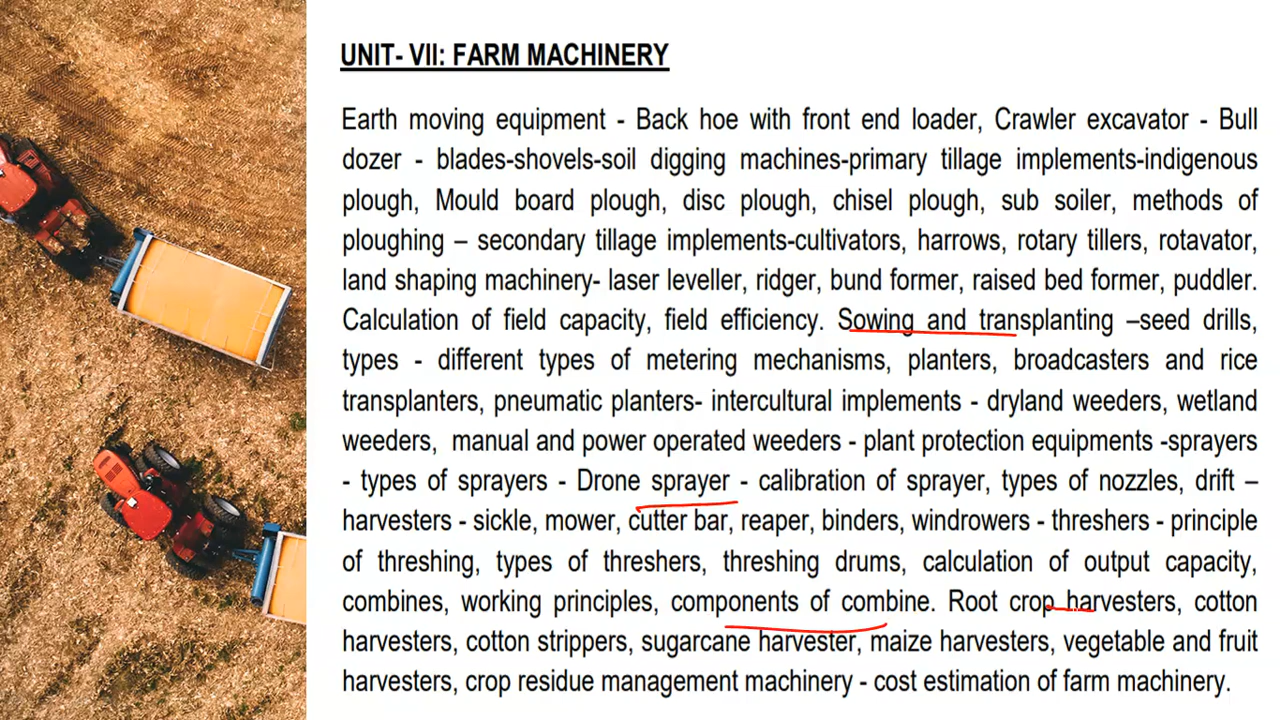 UNIT- VII: FARM MACHINERY
Earth moving equipment - Back hoe with front end loader, Crawler excavator - Bull
dozer - blades-shovels-soil digging machines-primary tillage implements-indigenous
plough, Mould board plough, disc plough, chisel plough, sub soiler, methods of
ploughing – secondary tillage implements-cultivators, harrows, rotary tillers, rotavator,
land shaping machinery- laser leveller, ridger, bund former, raised bed former, puddler.
Calculation of field capacity, field efficiency. Sowing and transplanting –seed drills,
types - different types of metering mechanisms, planters, broadcasters and rice
transplanters, pneumatic planters- intercultural implements - dryland weeders, wetland
weeders, manual and power operated weeders - plant protection equipments -sprayers
- types of sprayers - Drone sprayer - calibration of sprayer, types of nozzles, drift –
harvesters - sickle, mower, cutter bar, reaper, binders, windrowers - threshers - principle
of threshing, types of threshers, threshing drums, calculation of output capacity,
combines, working principles, components of combine. Root crop harvesters, cotton
harvesters, cotton strippers, sugarcane harvester, maize harvesters, vegetable and fruit
harvesters, crop residue management machinery - cost estimation of farm machinery.